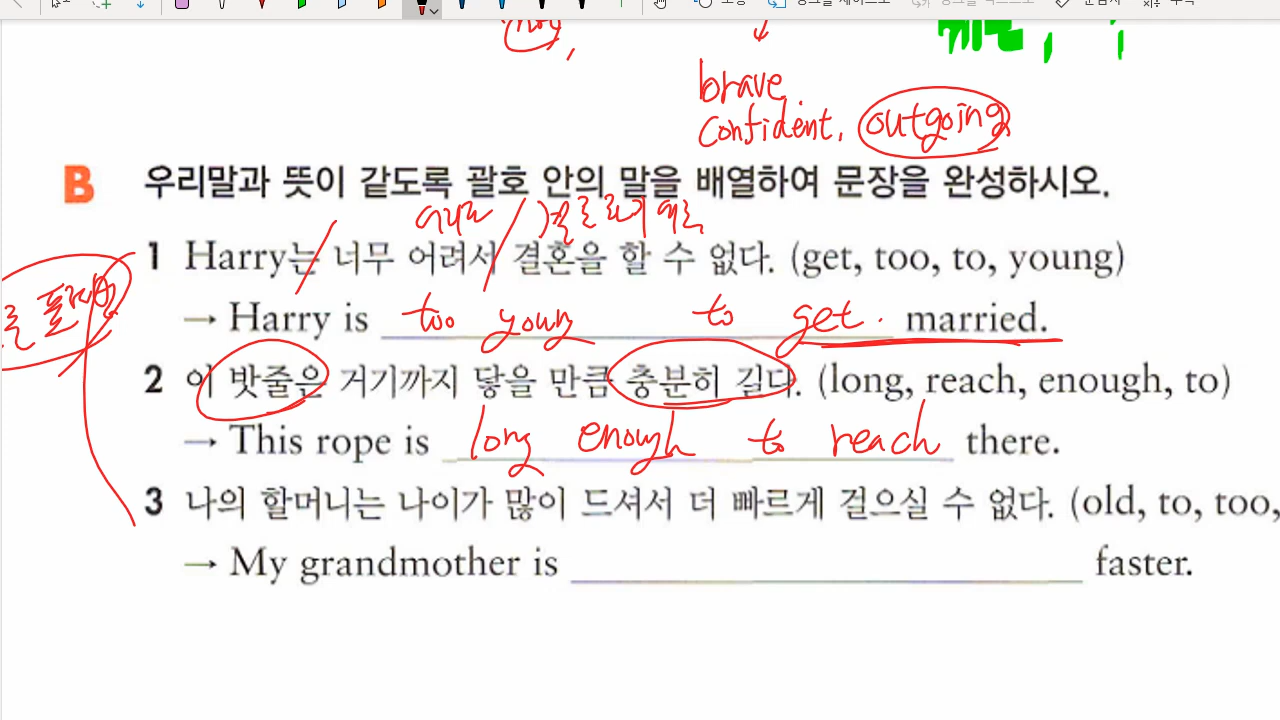 brave
confident, outgoing
B 우리말과 뜻이 같도록 괄호 안의 말을 배열하여 문장을 완성하시오.
1 Harry는 너무 어려서 결혼을 할 수 없다. (get, too, to, young)
→ Harry is too young to get married.
2 이 밧줄은 거기까지 닿을 만큼 충분히 길다. (long, reach, enough, to)
→ This rope is long enough to reach there.
3 나의 할머니는 나이가 많이 드셔서 더 빠르게 걸으실 수 없다. (old, to, too,
→ My grandmother is faster.